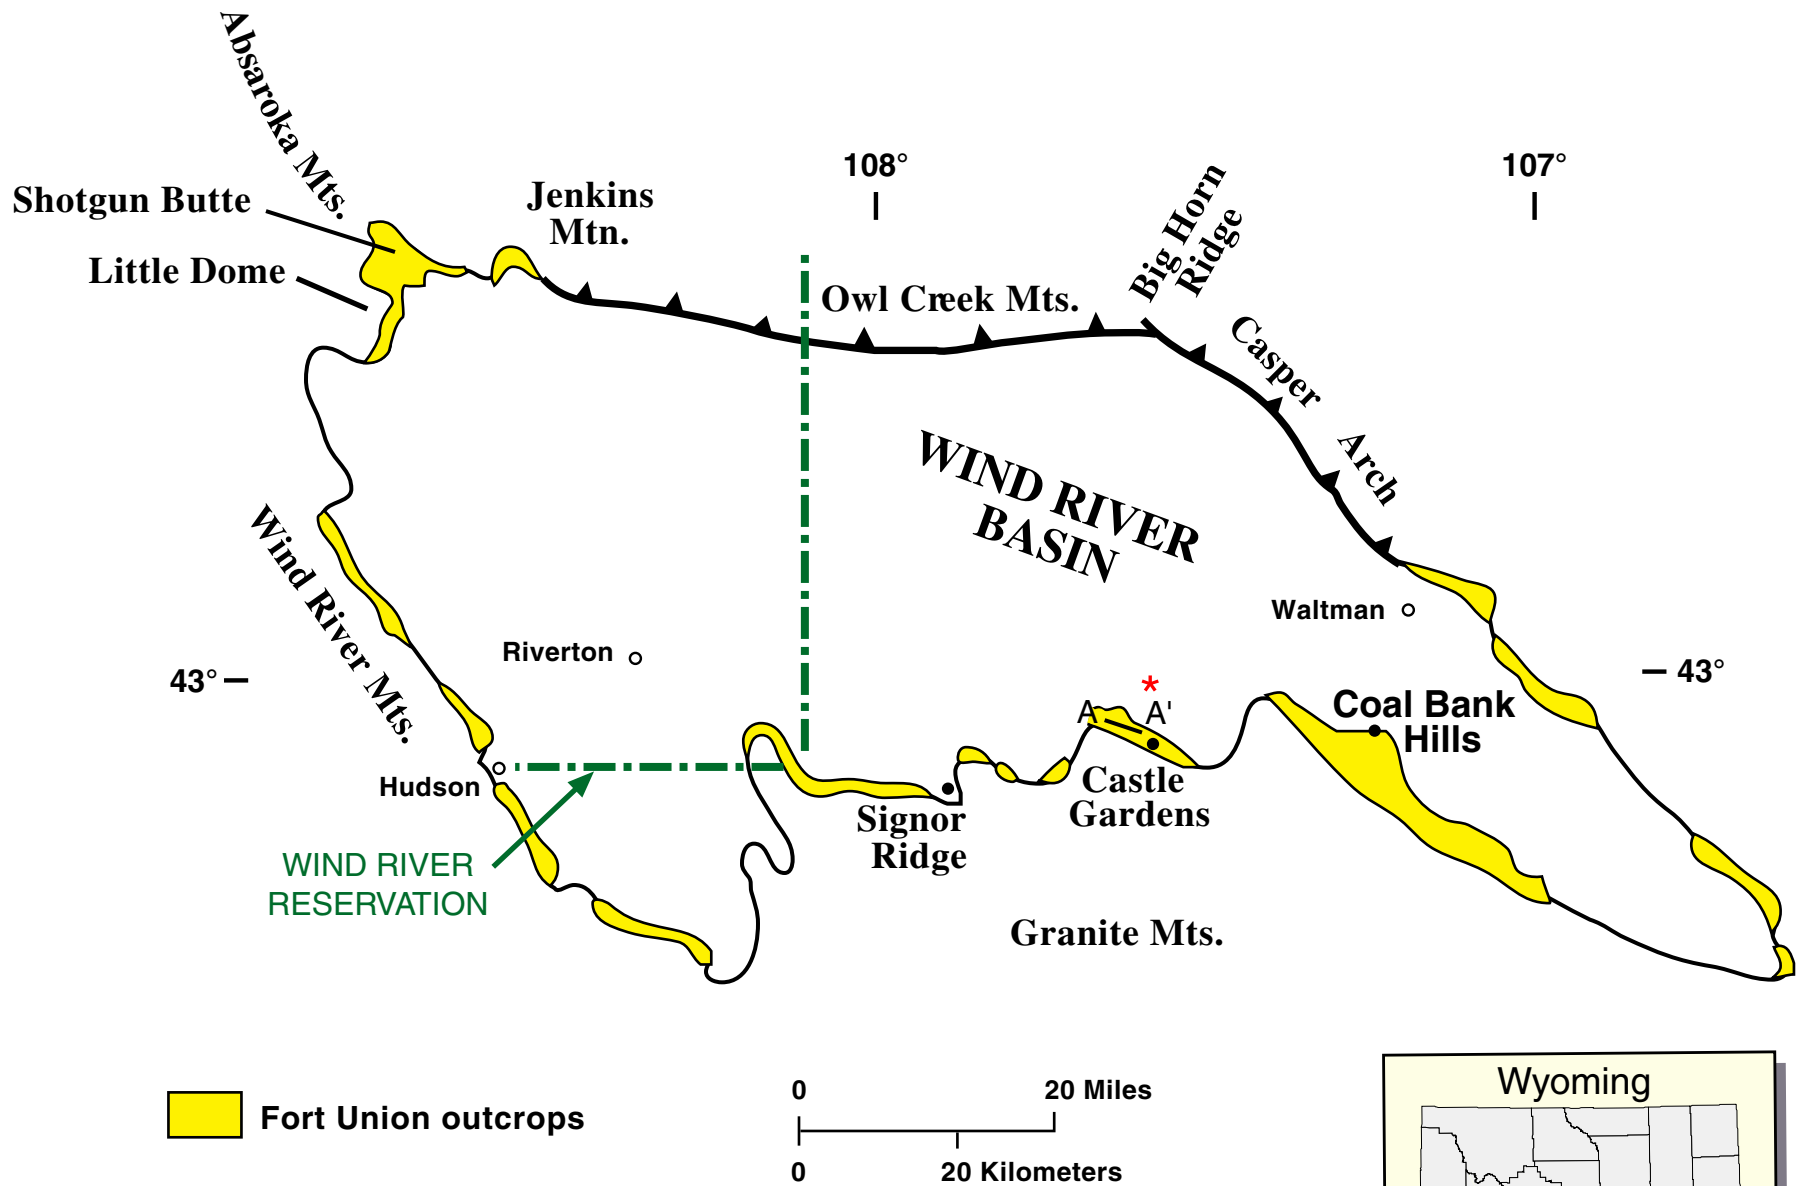 Absaroka Mts.
Shotgun Butte
Little Dome
Jenkins
Mtn.
108°
107°
Big Horn
Ridge
Owl Creek Mts.
Casper
Arch
WIND RIVER
BASIN
Wind River Mts.
Waltman
Riverton
43°
43°
*
A
A'
Coal Bank
Hills
Hudson
Castle
Gardens
Signor
Ridge
WIND RIVER
RESERVATION
Granite Mts.
Fort Union outcrops
0
20 Miles
0
20 Kilometers
Wyoming